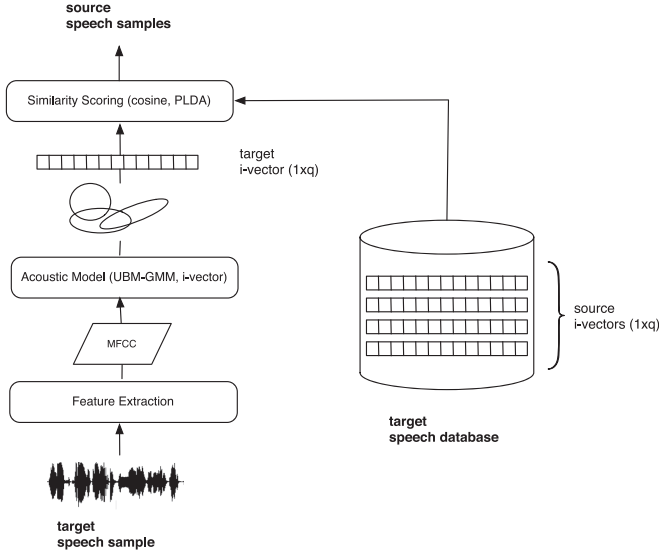 source
speech samples
Similarity Scoring (cosine, PLDA)
target
i-vector (1xq)
Acoustic Model (UBM-GMM, i-vector)
MFCC
Feature Extraction
target
speech sample
source
i-vectors (1xq)
target
speech database